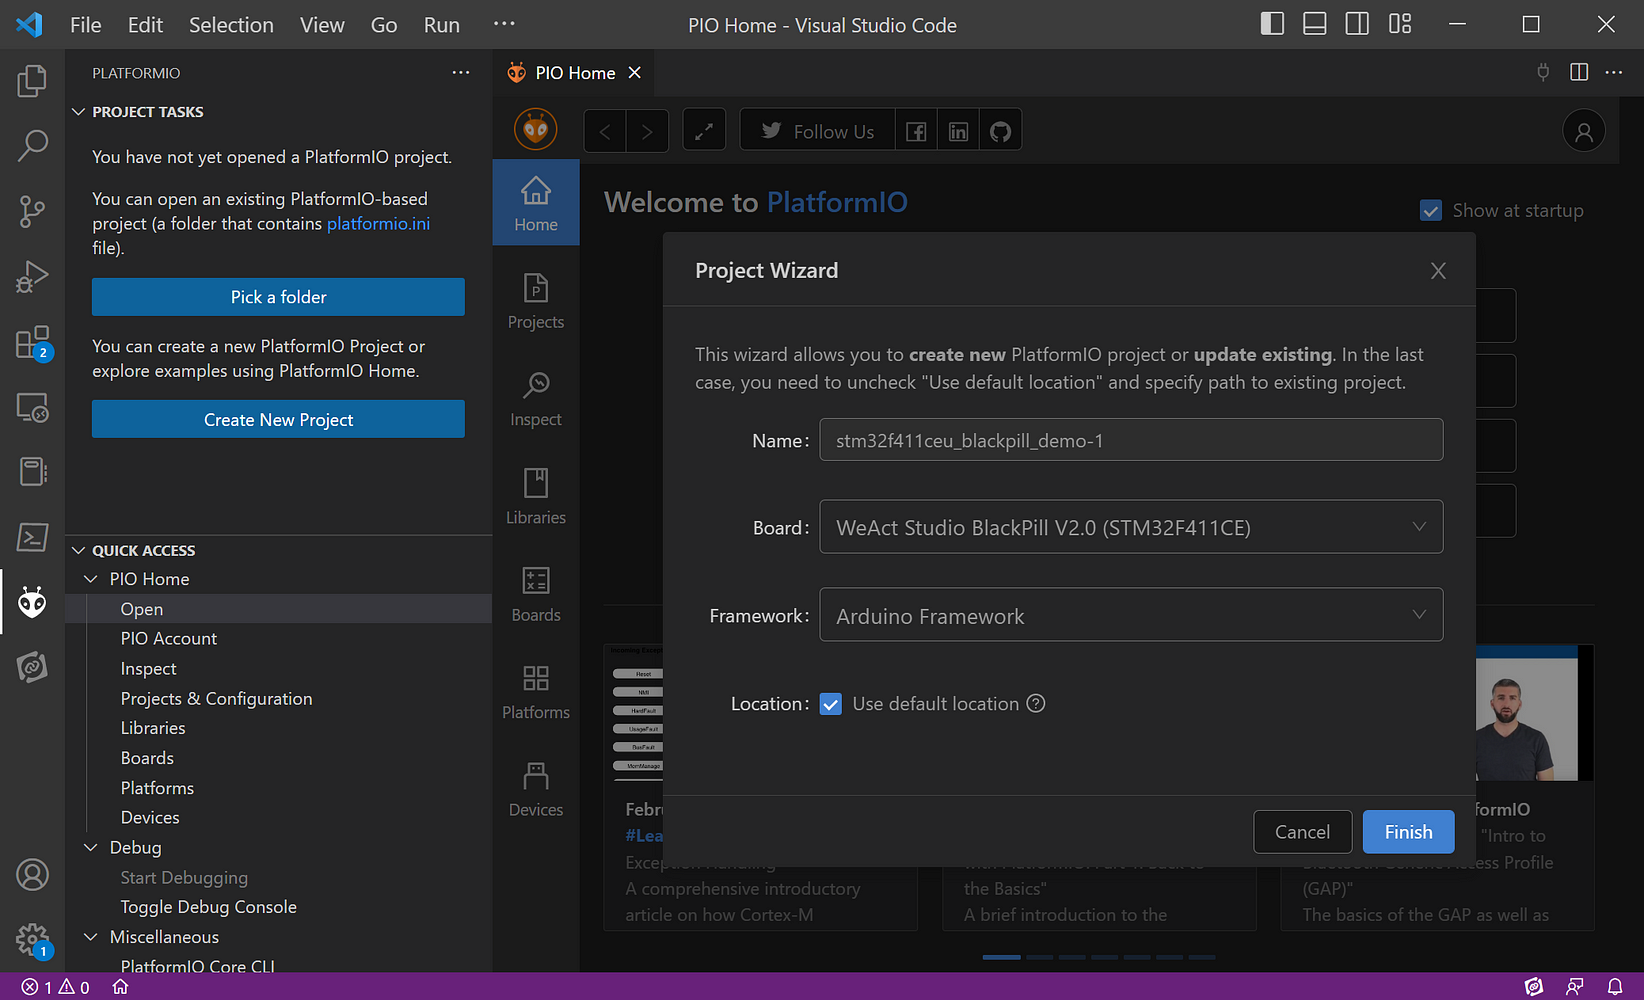 File Edit Selection View Go Run ···
PIO Home - Visual Studio Code
PLATFORMIO
PROJECT TASKS
You have not yet opened a PlatformIO project.
You can open an existing PlatformIO-based
project (a folder that contains platformio.ini
file).
Pick a folder
You can create a new PlatformIO Project or
explore examples using PlatformIO Home.
Create New Project
QUICK ACCESS
PIO Home
Open
PIO Account
Inspect
Projects & Configuration
Libraries
Boards
Platforms
Devices
Debug
Start Debugging
Toggle Debug Console
Miscellaneous
PlatformIO Core CLI
2
1
1 0
PIO Home
Follow Us
Home
Projects
Inspect
Libraries
Boards
Platforms
Devices
Welcome to PlatformIO
Show at startup
Project Wizard
This wizard allows you to create new PlatformIO project or update existing. In the last
case, you need to uncheck "Use default location" and specify path to existing project.
Name: stm32f411ceu_blackpill_demo-1
Board: WeAct Studio BlackPill V2.0 (STM32F411CE)
Framework: Arduino Framework
Location: Use default location
Cancel
Finish
Reset
NMI
HardFault
UsageFault
BusFault
MemManage
#Lea
A comprehensive introductory
article on how Cortex-M
the Basics"
A brief introduction to the
formIO
"Intro to
ess Profile
(GAP)"
The basics of the GAP as well as